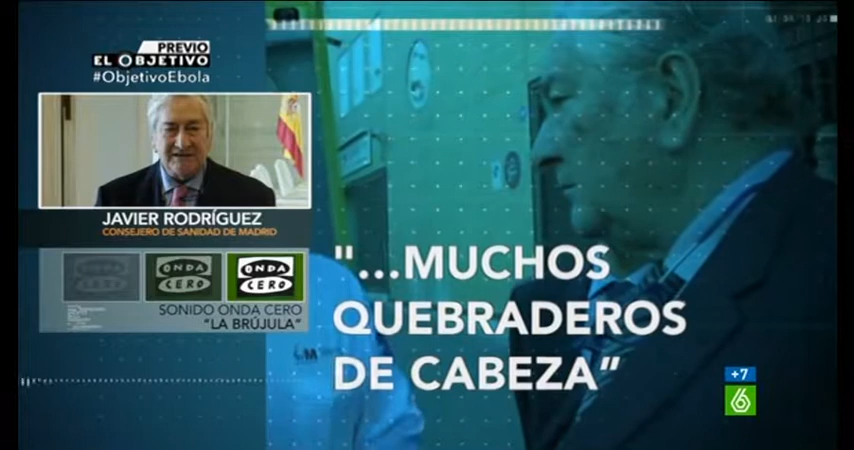 PREVIO
EL OBJETIVO
#ObjetivoEbola
JAVIER RODRÍGUEZ
CONSEJERO DE SANIDAD DE MADRID
ONDA CERO
ONDA CERO
ONDA CERO
SONIDO ONDA CERO
"LA BRÚJULA"
"...MUCHOS
QUEBRADEROS
DE CABEZA”
+7
6